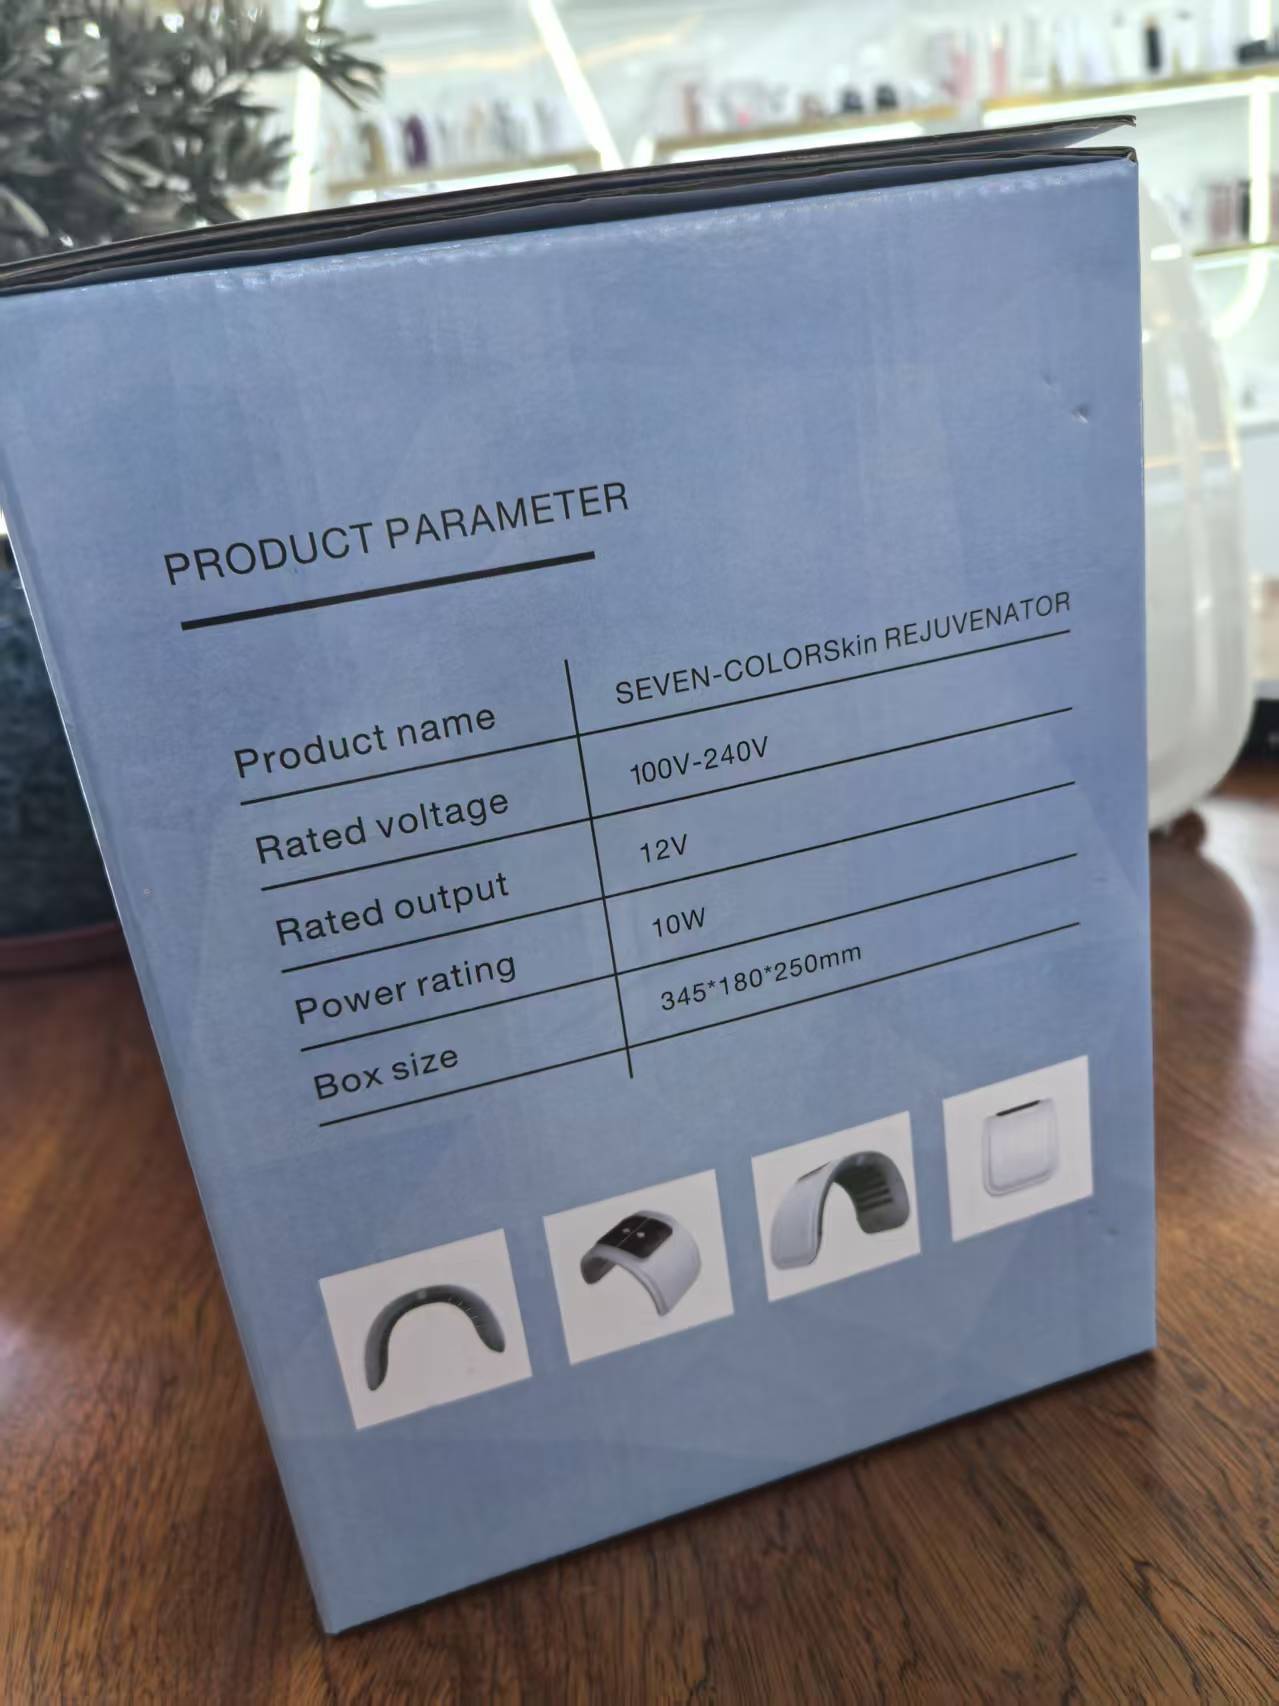 PRODUCT PARAMETER
Product name SEVEN-COLORSkin REJUVENATOR
Rated voltage 100V-240V
Rated output 12V
Power rating 10W
Box size 345*180*250mm